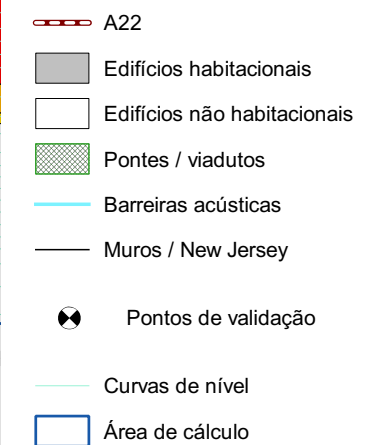 A22
Edifícios habitacionais
Edifícios não habitacionais
Pontes / viadutos
Barreiras acústicas
Muros / New Jersey
Pontos de validação
Curvas de nível
Área de cálculo